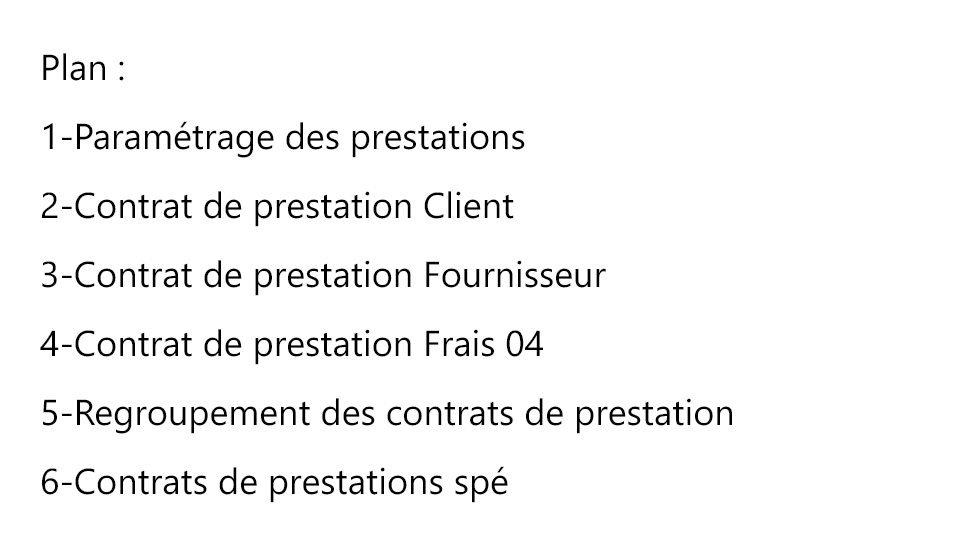 Plan :
1-Paramétrage des prestations
2-Contrat de prestation Client
3-Contrat de prestation Fournisseur
4-Contrat de prestation Frais 04
5-Regroupement des contrats de prestation
6-Contrats de prestations spé